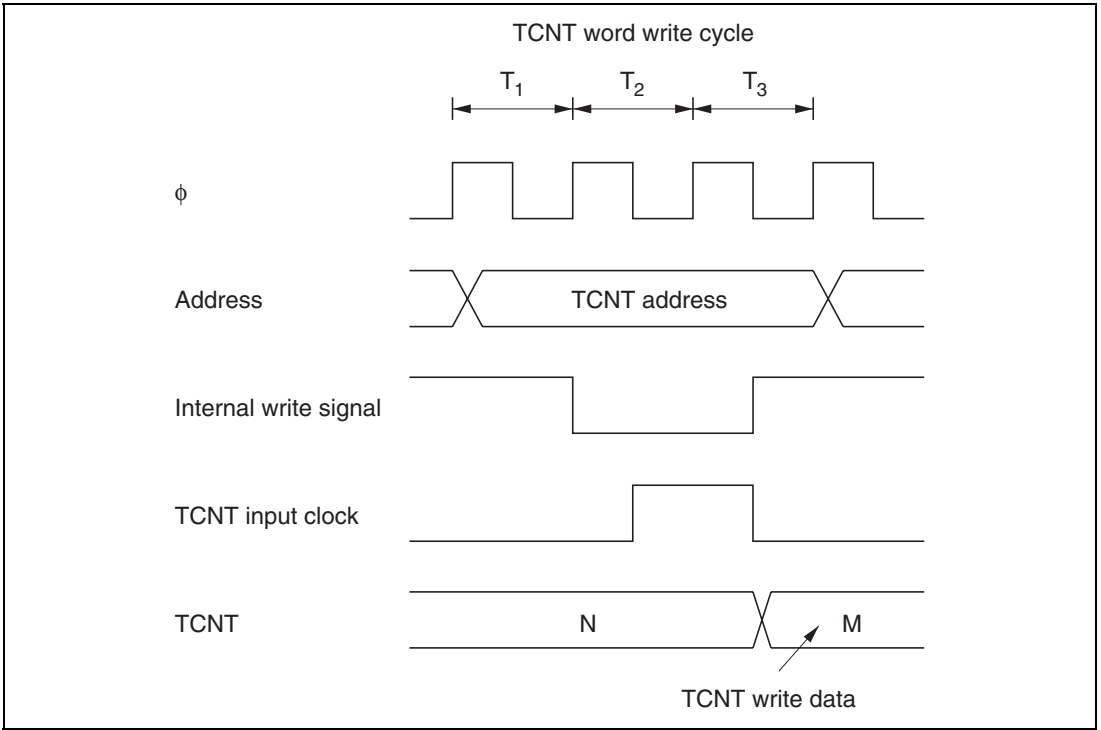 TCNT word write cycle
T1 T2 T3
φ
Address TCNT address
Internal write signal
TCNT input clock
TCNT N M
TCNT write data